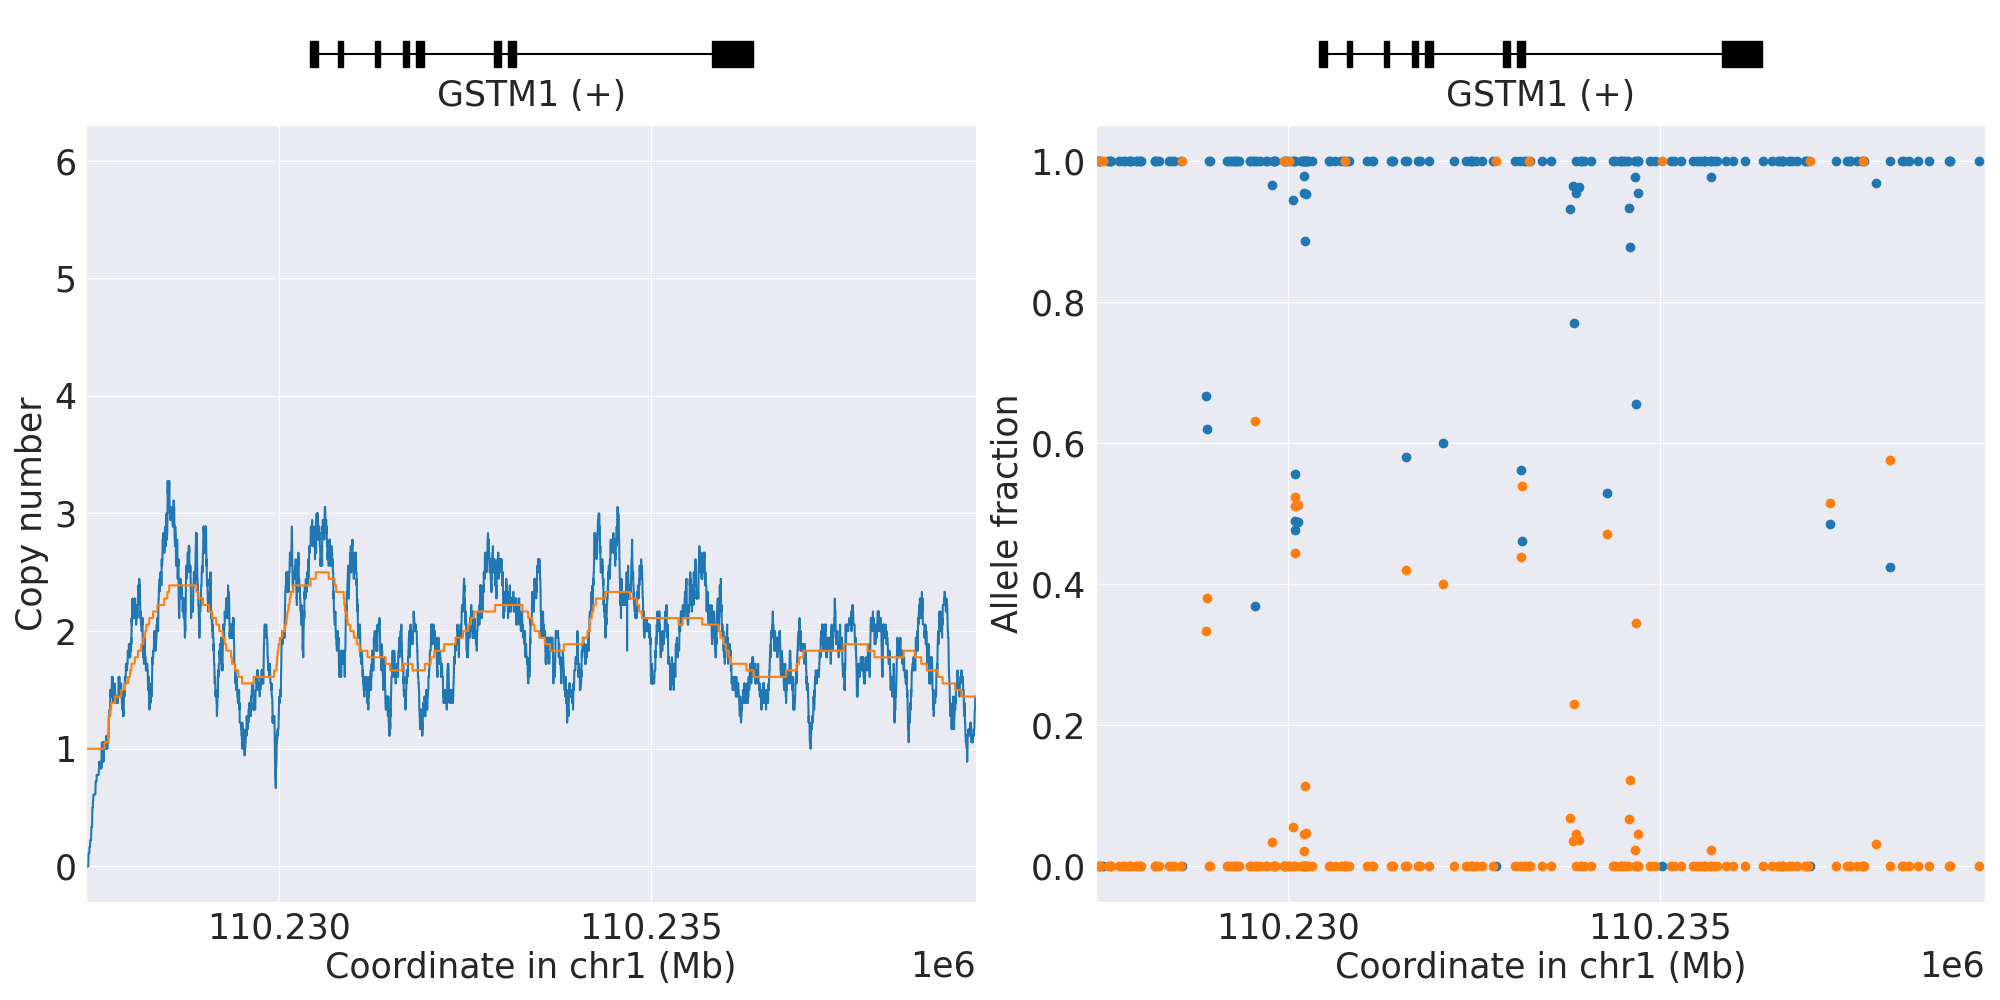 GSTM1 (+)
6
5
4
3
2
1
0
Copy number
110.230
110.235
Coordinate in chr1 (Mb)
1e6
GSTM1 (+)
1.0
0.8
0.6
0.4
0.2
0.0
Allele fraction
110.230
110.235
Coordinate in chr1 (Mb)
1e6